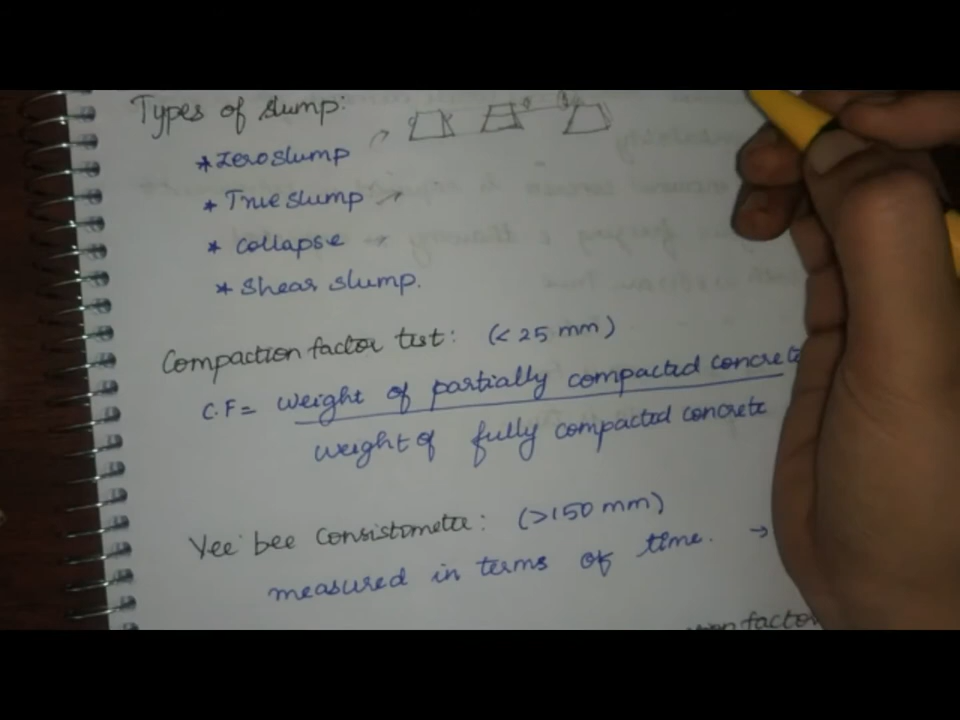 Types of slump:
* Zero slump
* True slump
* collapse
* Shear slump.
Compaction factor test: (< 25 mm)
C.F = weight of partially compacted concrete
weight of fully compacted concrete
Vee bee Consistometer: (>150 mm)
measured in terms of time. →
factor